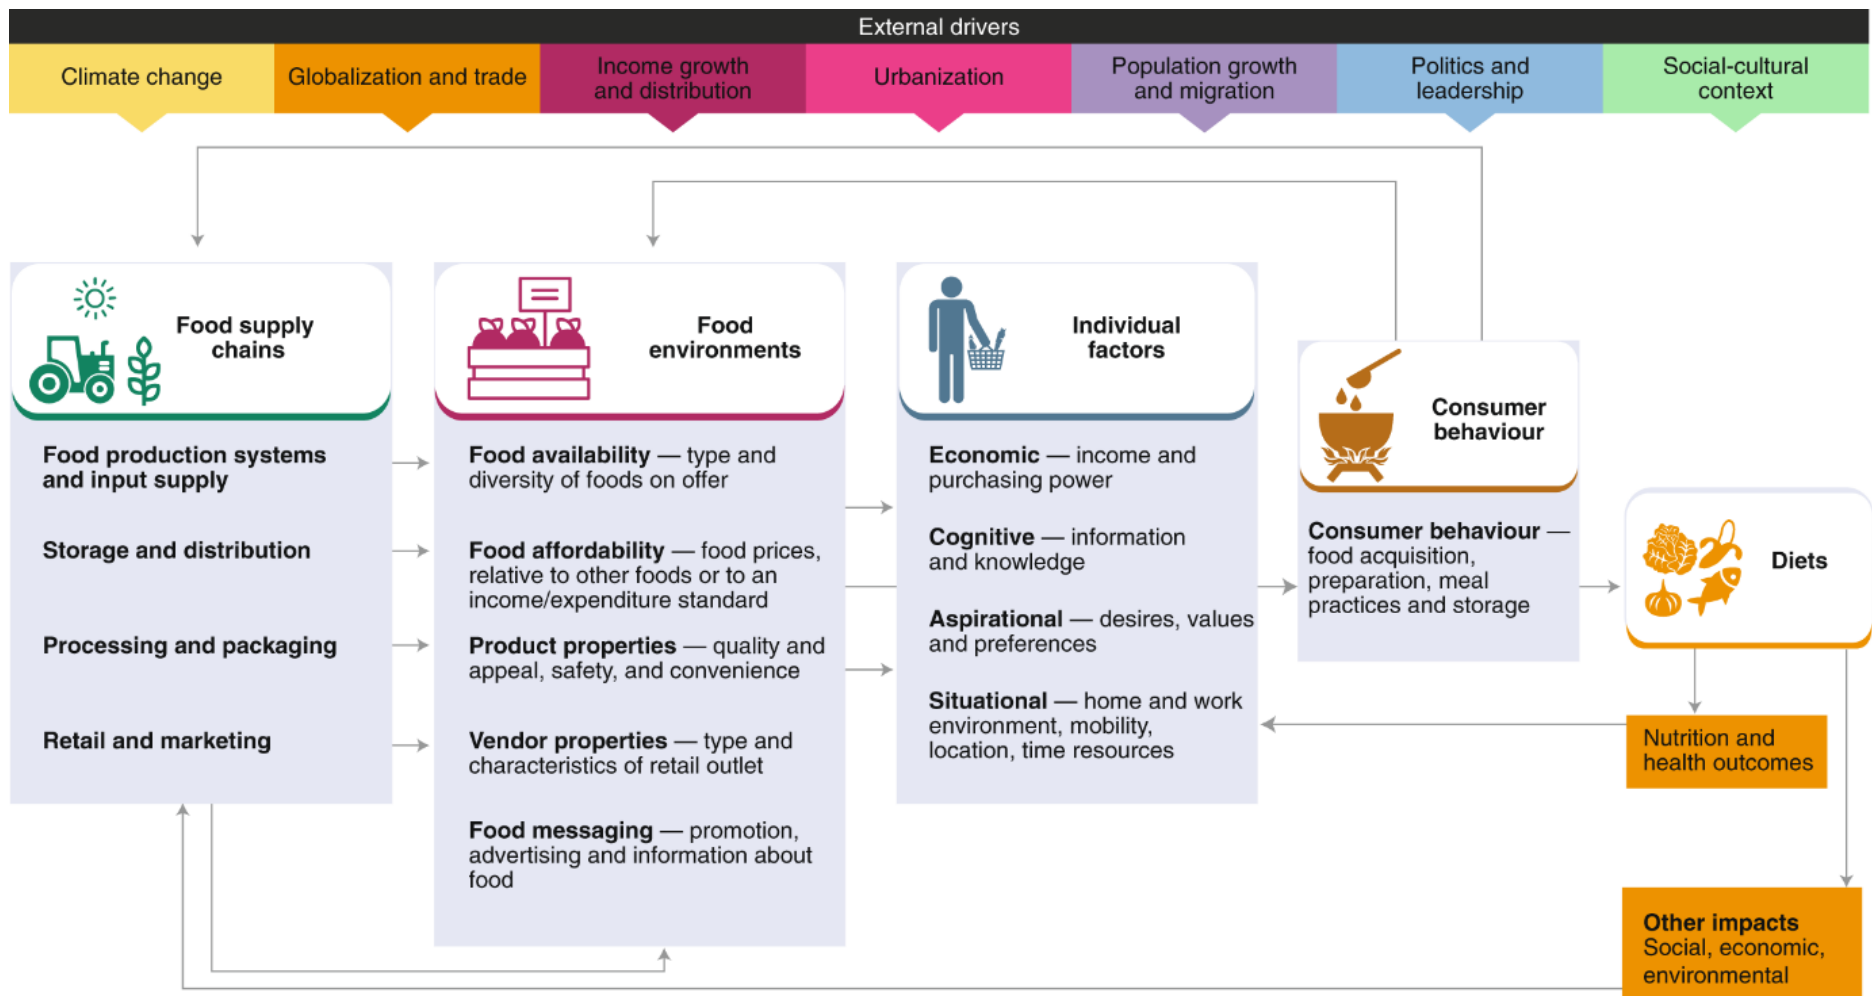 External drivers
Climate change
Globalization and trade
Income growth
and distribution
Urbanization
Population growth
and migration
Politics and
leadership
Social-cultural
context
Food supply
chains
Food production systems
and input supply
Storage and distribution
Processing and packaging
Retail and marketing
Food
environments
Food availability — type and
diversity of foods on offer
Food affordability — food prices,
relative to other foods or to an
income/expenditure standard
Product properties — quality and
appeal, safety, and convenience
Vendor properties — type and
characteristics of retail outlet
Food messaging — promotion,
advertising and information about
food
Individual
factors
Economic — income and
purchasing power
Cognitive — information
and knowledge
Aspirational — desires, values
and preferences
Situational — home and work
environment, mobility,
location, time resources
Consumer
behaviour
Consumer behaviour —
food acquisition,
preparation, meal
practices and storage
Diets
Nutrition and
health outcomes
Other impacts
Social, economic,
environmental